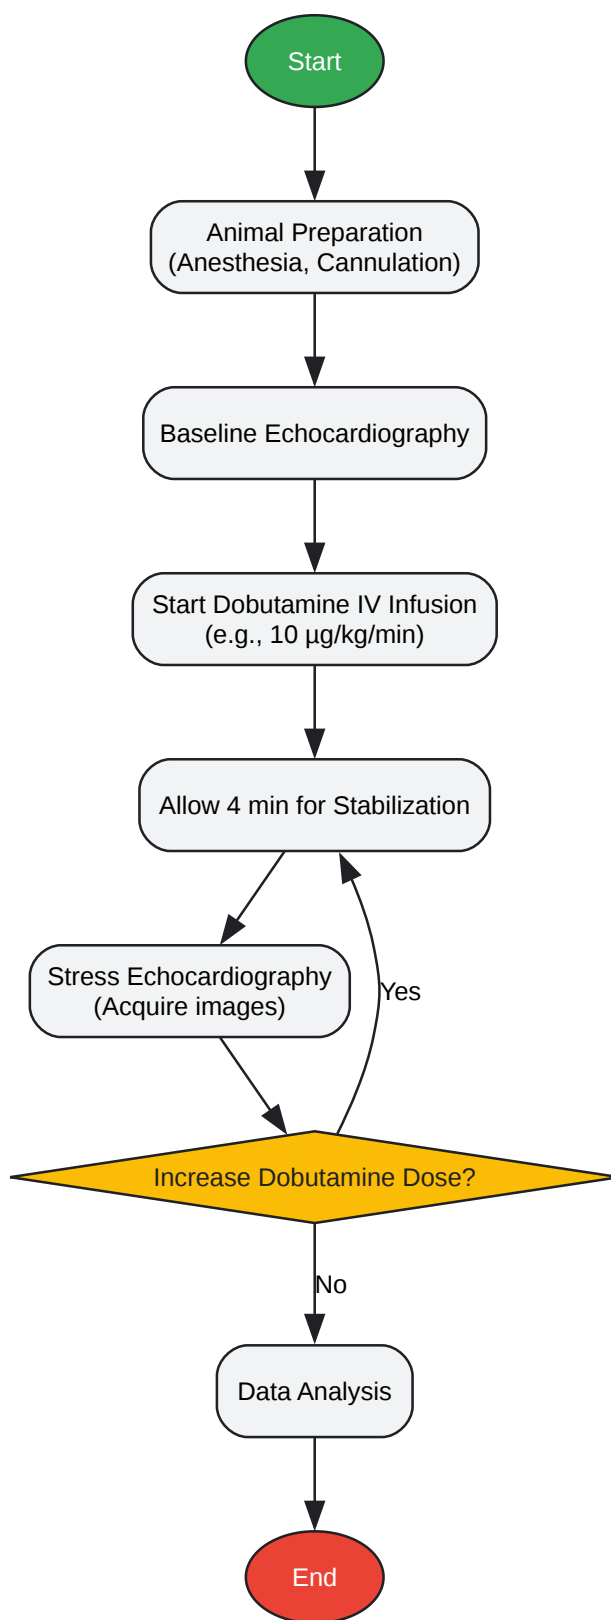 Start
Animal Preparation
(Anesthesia, Cannulation)
Baseline Echocardiography
Start Dobutamine IV Infusion
(e.g., 10 µg/kg/min)
Allow 4 min for Stabilization
Stress Echocardiography
(Acquire images)
Yes
Increase Dobutamine Dose?
No
Data Analysis
End